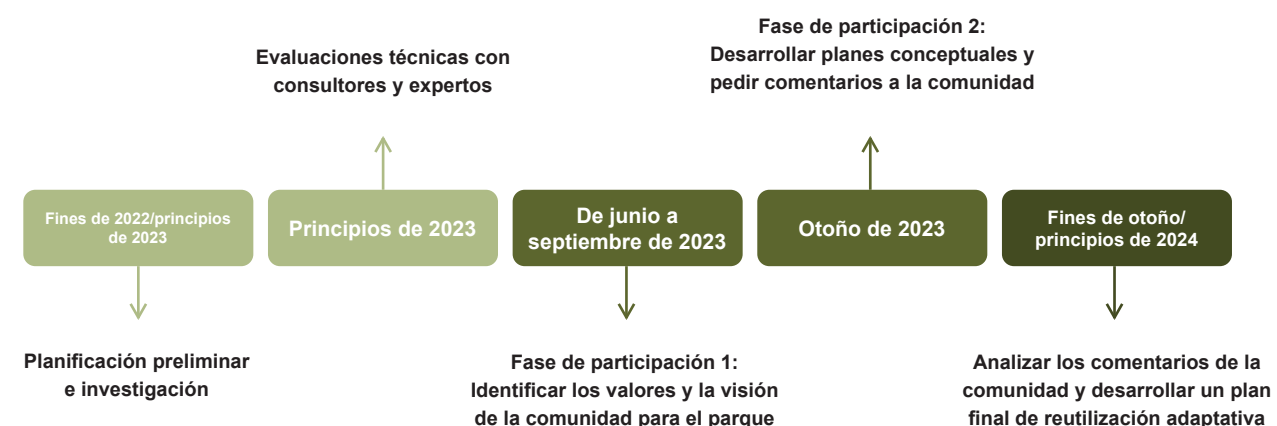 Fase de participación 2:
Desarrollar planes conceptuales y
pedir comentarios a la comunidad
Evaluaciones técnicas con
consultores y expertos
Fines de 2022/principios
de 2023
Principios de 2023
De junio a
septiembre de 2023
Otoño de 2023
Fines de otoño/
principios de 2024
Planificación preliminar
e investigación
Fase de participación 1:
Identificar los valores y la visión
de la comunidad para el parque
Analizar los comentarios de la
comunidad y desarrollar un plan
final de reutilización adaptativa